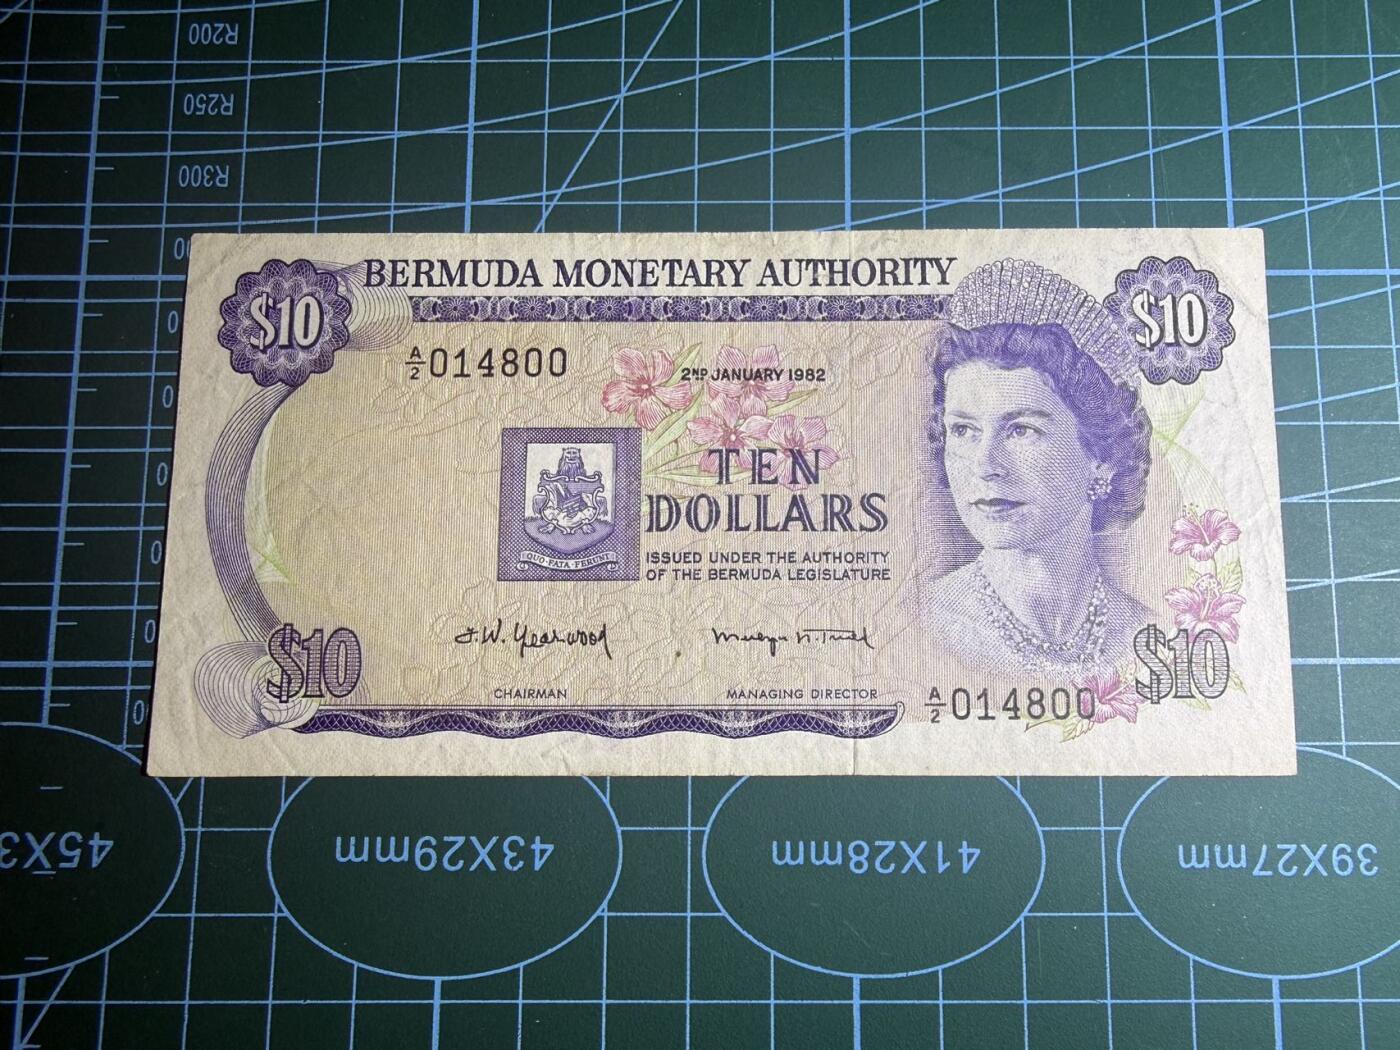 R200
R250
R300
BERMUDA MONETARY AUTHORITY
$10
$10
A/2 014800
2ND JANUARY 1982
TEN
DOLLARS
QUO FATA FERUNT
ISSUED UNDER THE AUTHORITY
OF THE BERMUDA LEGISLATURE
J.W. Yearwood
CHAIRMAN
MANAGING DIRECTOR
$10
$10
A/2 014800
45X3
43X29mm
41X28mm
39X27mm